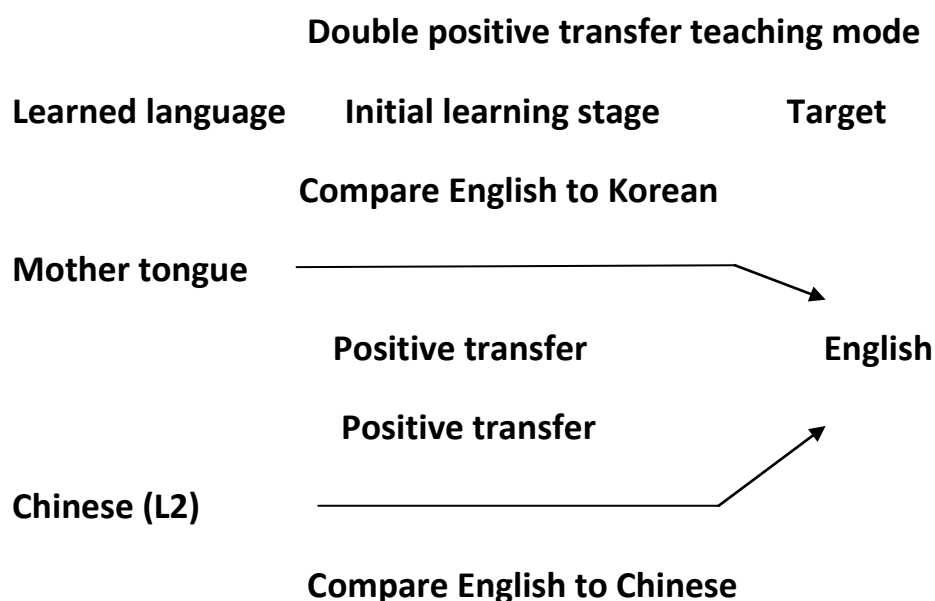 Double positive transfer teaching mode
Learned language Initial learning stage Target
Compare English to Korean
Mother tongue
Positive transfer English
Positive transfer
Chinese (L2)
Compare English to Chinese